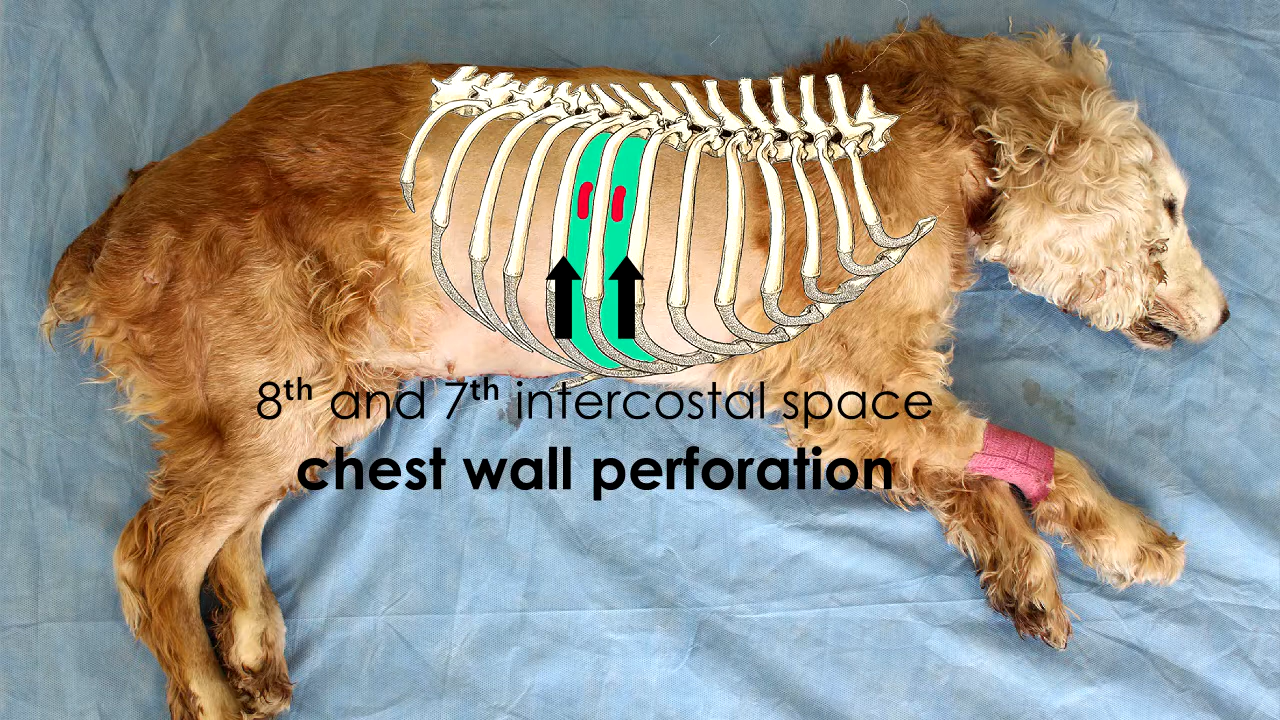 8th and 7th intercostal space
chest wall perforation